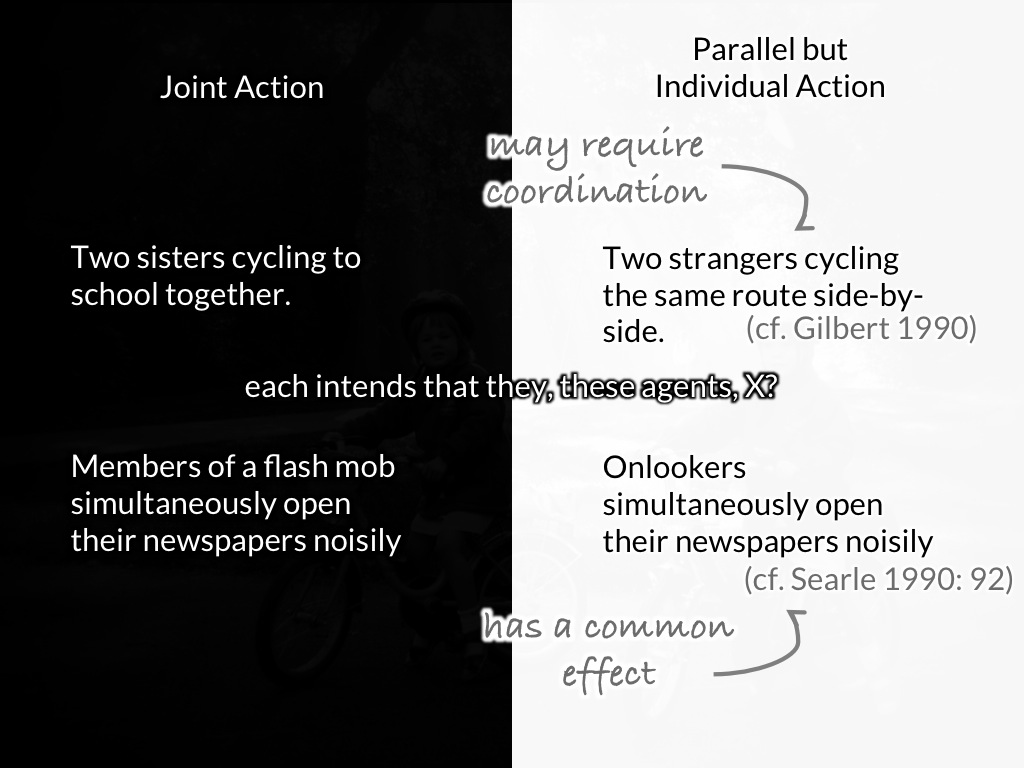 Joint Action
Parallel but
Individual Action
may require
coordination
Two sisters cycling to
school together.
Two strangers cycling
the same route side-by-
side.
(cf. Gilbert 1990)
each intends that they, these agents, X?
Members of a flash mob
simultaneously open
their newspapers noisily
Onlookers
simultaneously open
their newspapers noisily
(cf. Searle 1990: 92)
has a common
effect